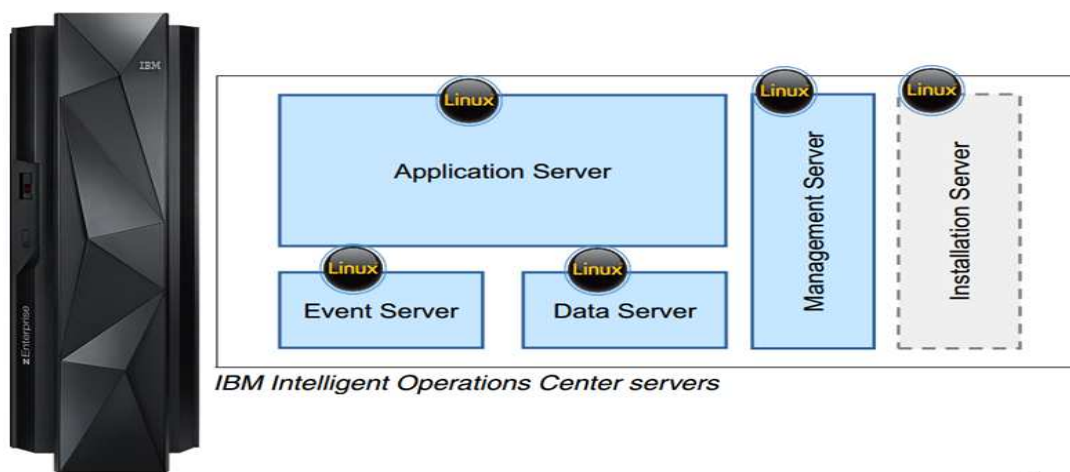 IBM
zEnterprise
Linux
Application Server
Linux
Event Server
Linux
Data Server
Linux
Management Server
Linux
Installation Server
IBM Intelligent Operations Center servers